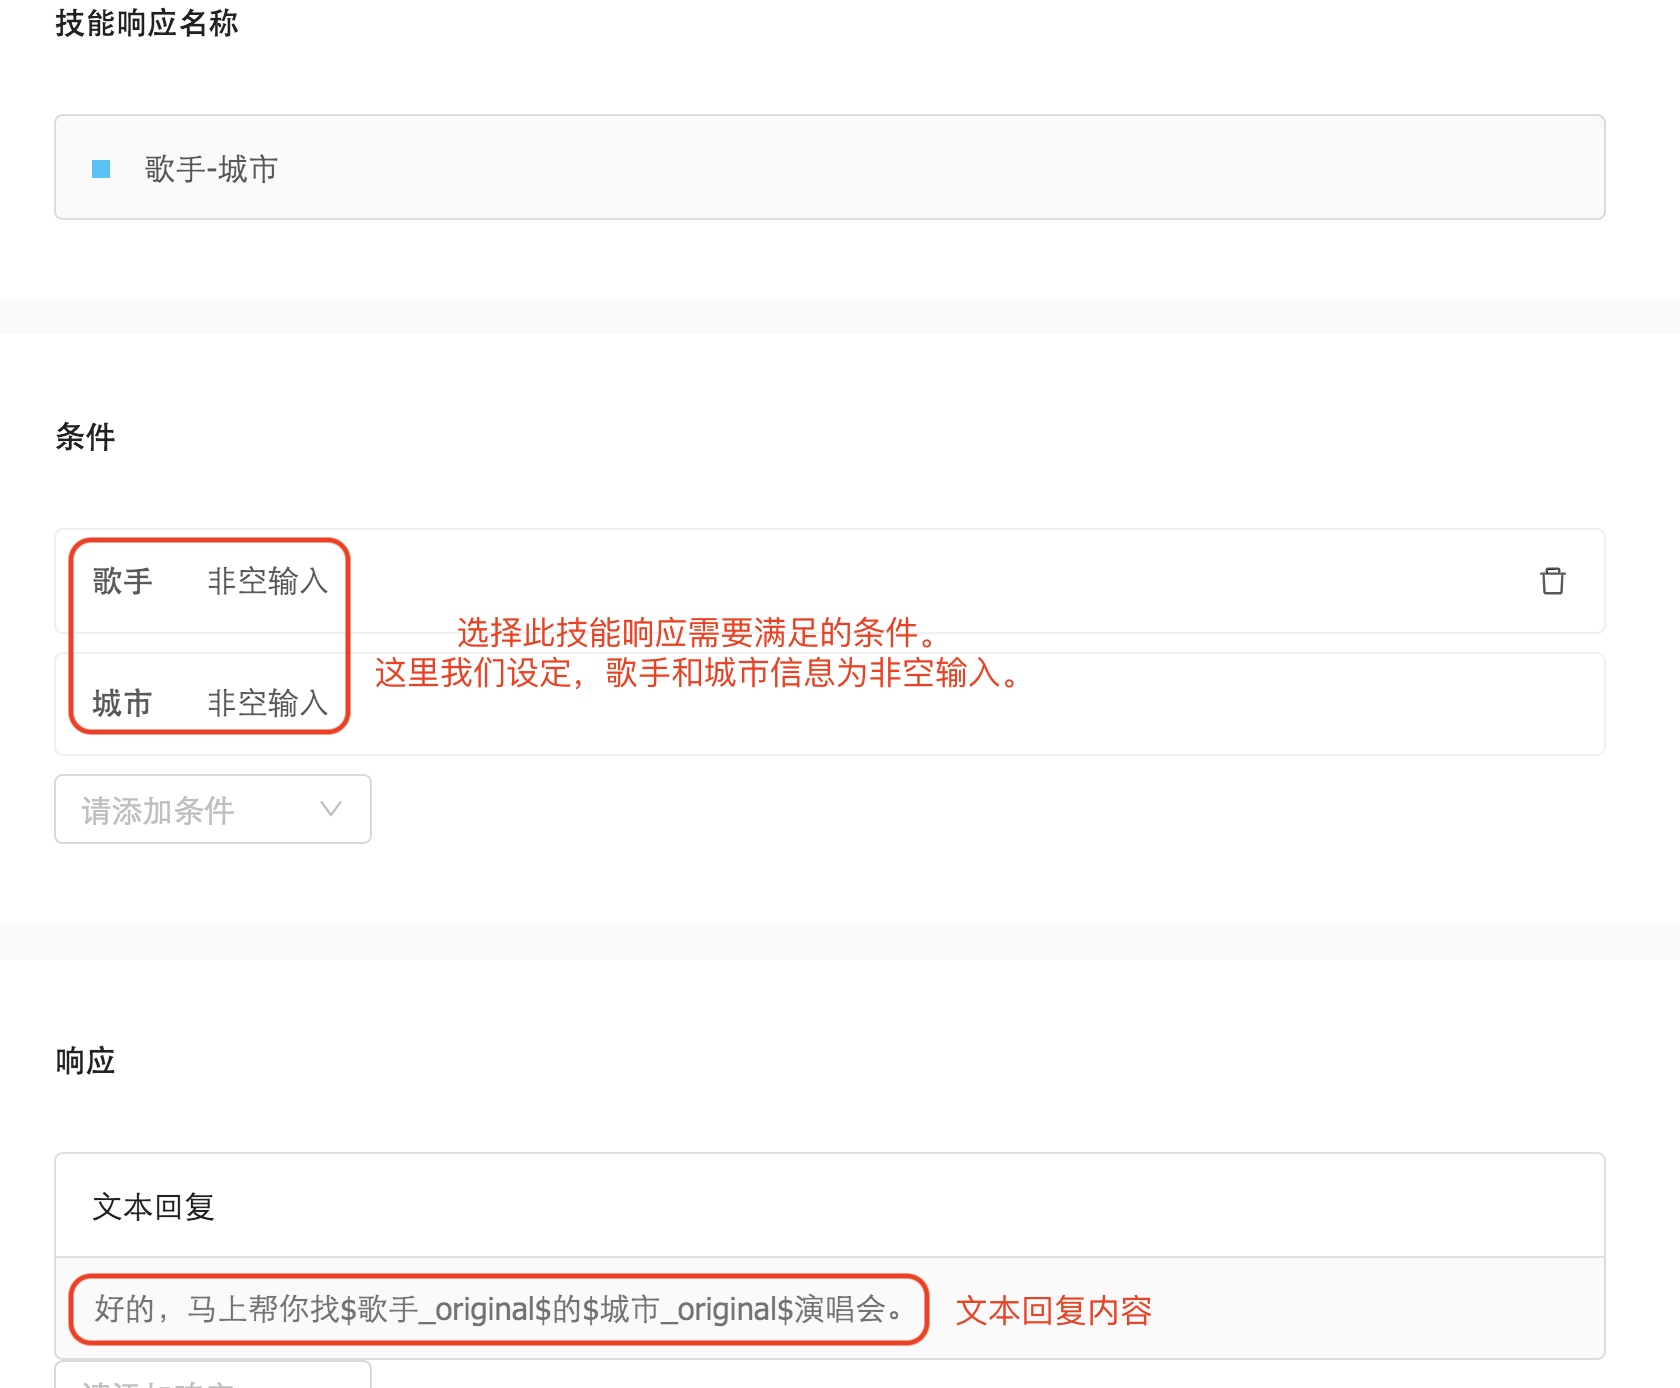 技能响应名称
歌手-城市
条件
歌手 非空输入
选择此技能响应需要满足的条件。
这里我们设定，歌手和城市信息为非空输入。
城市 非空输入
请添加条件
响应
文本回复
好的，马上帮你找$歌手_original$的$城市_original$演唱会。 文本回复内容